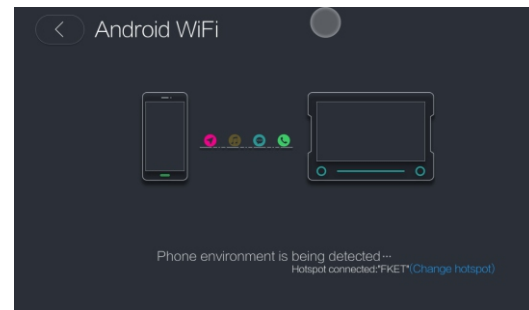 Android WiFi
Phone environment is being detected···
Hotspot connected:"FKET"(Change hotspot)